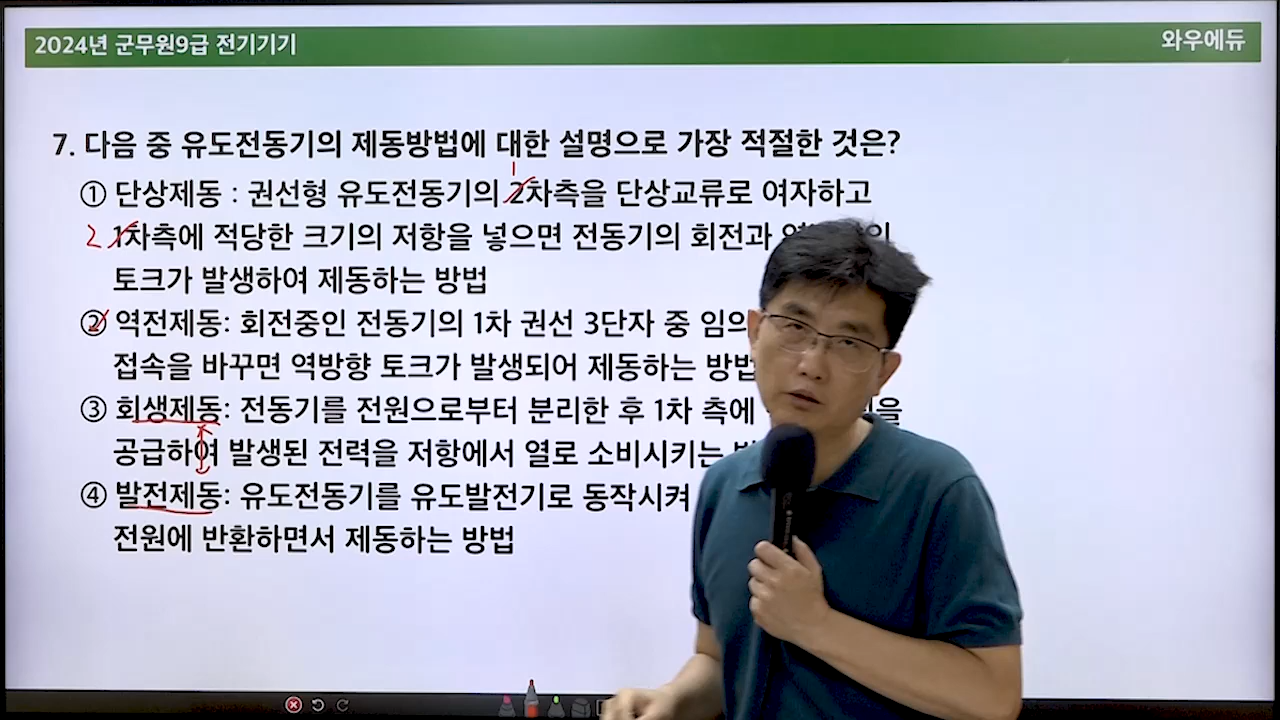 2024년 군무원9급 전기기기
와우에듀
7. 다음 중 유도전동기의 제동방법에 대한 설명으로 가장 적절한 것은?
1
① 단상제동 : 권선형 유도전동기의 2차측을 단상교류로 여자하고
2 1차측에 적당한 크기의 저항을 넣으면 전동기의 회전과
토크가 발생하여 제동하는 방법
② 역전제동: 회전중인 전동기의 1차 권선 3단자 중
접속을 바꾸면 역방향 토크가 발생되어 제동하는 방법
③ 회생제동: 전동기를 전원으로부터 분리한 후 1차 측에
공급하여 발생된 전력을 저항에서 열로 소비시키는
④ 발전제동: 유도전동기를 유도발전기로 동작시켜
전원에 반환하면서 제동하는 방법